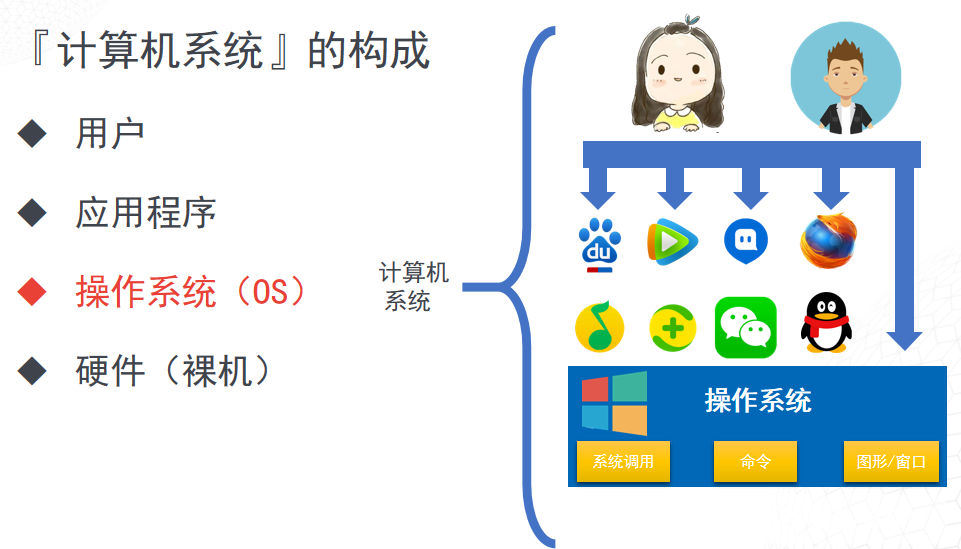 『计算机系统』的构成
用户
应用程序
操作系统（OS）
硬件（裸机）
计算机
系统
du
操作系统
系统调用
命令
图形/窗口